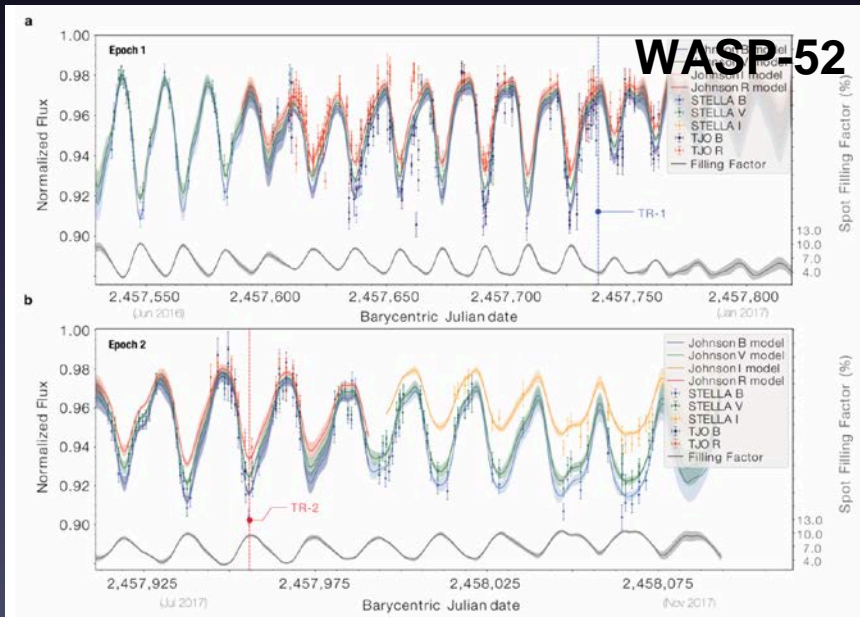 a
WASP-52
1.00
0.98
0.96
0.94
0.92
0.90
Normalized Flux
Epoch 1
Johnson R model
STELLA B
STELLA V
STELLA I
TJO B
TJO R
Filling Factor
Spot Filling Factor (%)
13.0
10.0
7.0
4.0
TR-1
2,457,550
2,457,600
2,457,650
2,457,700
2,457,750
2,457,800
(Jun 2016)
(Jan 2017)
Barycentric Julian date
b
1.00
0.98
0.96
0.94
0.92
0.90
Normalized Flux
Epoch 2
Johnson B model
Johnson V model
Johnson I model
Johnson R model
STELLA B
STELLA V
STELLA I
TJO B
TJO R
Filling Factor
Spot Filling Factor (%)
13.0
10.0
7.0
4.0
TR-2
2,457,925
2,457,975
2,458,025
2,458,075
(Jul 2017)
(Nov 2017)
Barycentric Julian date